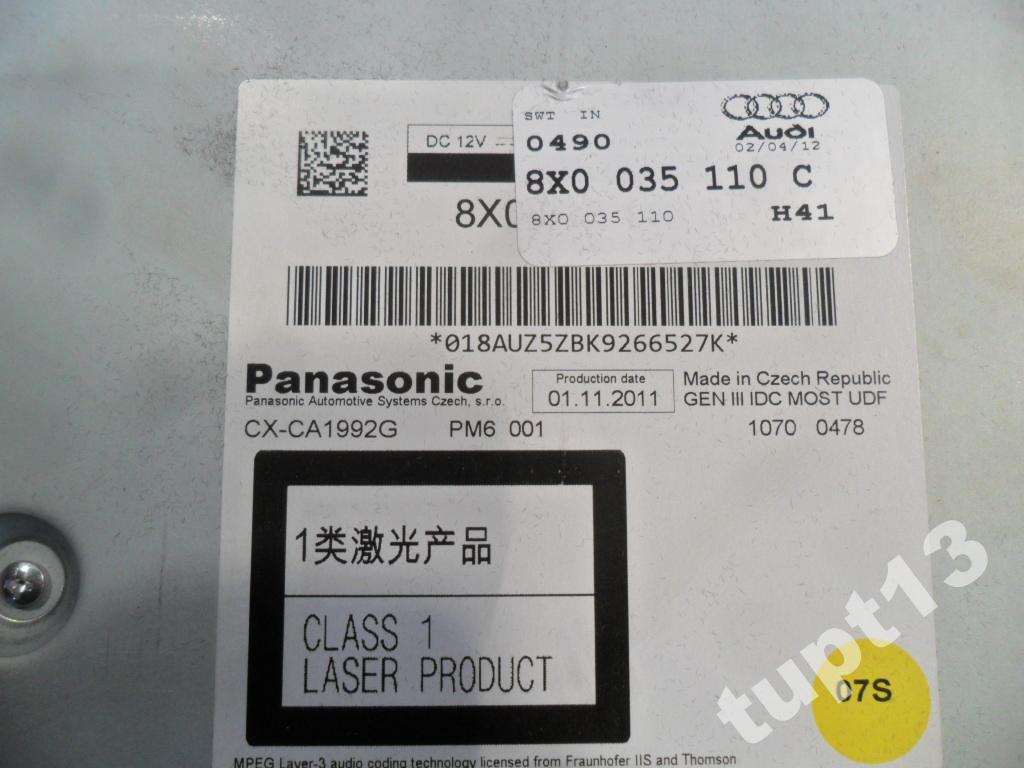 SWT IN
Audi
0490
02/04/12
DC 12V
8X0 035 110 C
8X0
8X0 035 110
H41
*018AUZ5ZBK9266527K*
Panasonic
Production date
Made in Czech Republic
Panasonic Automotive Systems Czech, s.r.o.
01.11.2011
GEN III IDC MOST UDF
CX-CA1992G PM6 001 1070 0478
1类激光产品
CLASS 1
LASER PRODUCT
07S
tupt13
MPEG Layer-3 audio coding technology licensed from Fraunhofer IIS and Thomson